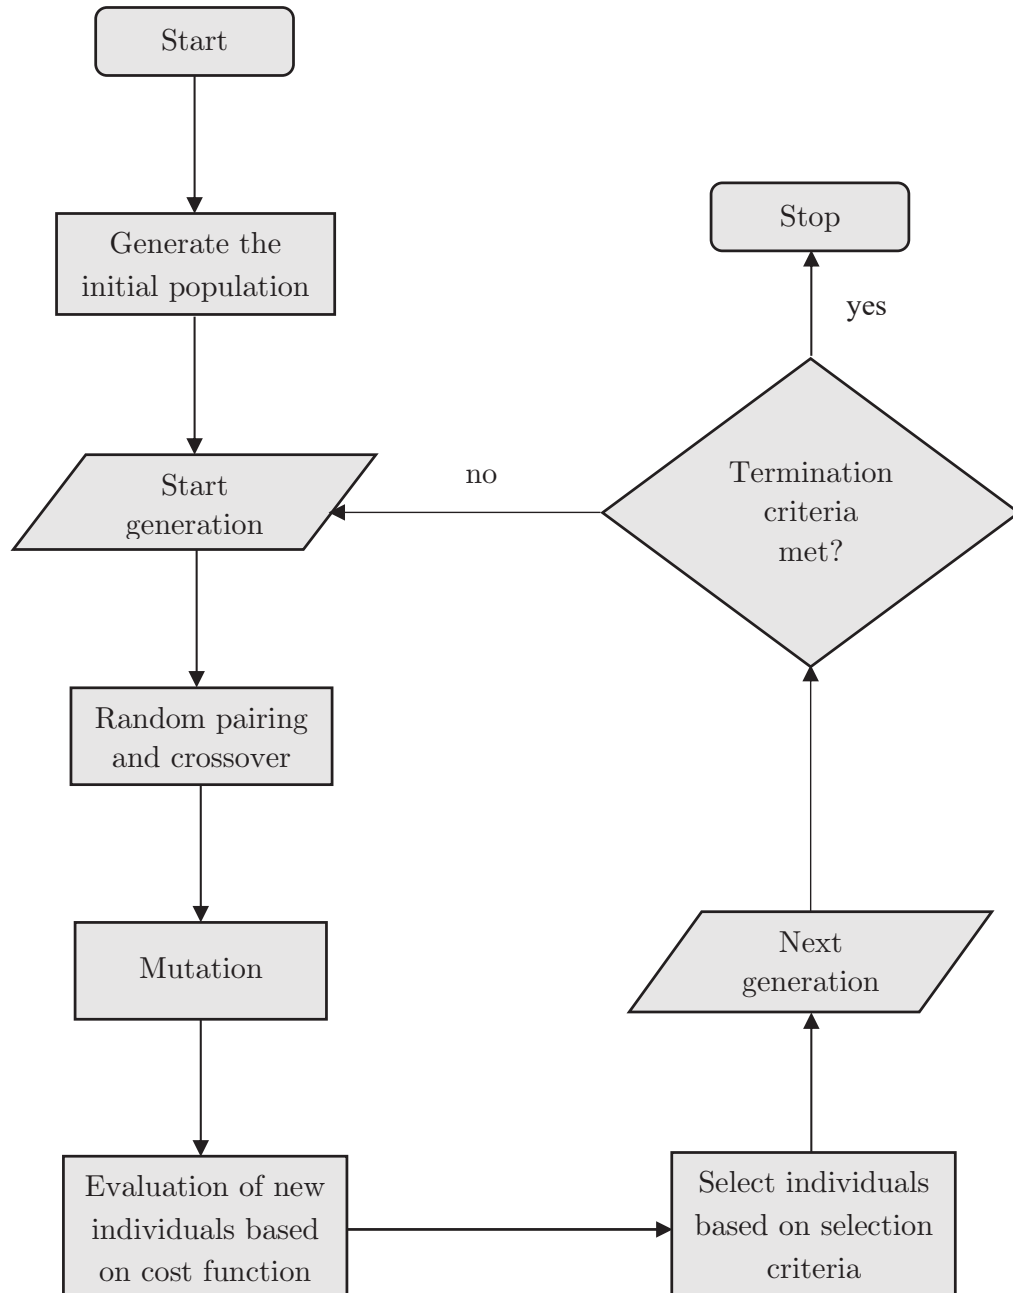 Start
Generate the
initial population
Start
generation
Random pairing
and crossover
Mutation
Evaluation of new
individuals based
on cost function
Select individuals
based on selection
criteria
Next
generation
Termination
criteria
met?
no
yes
Stop